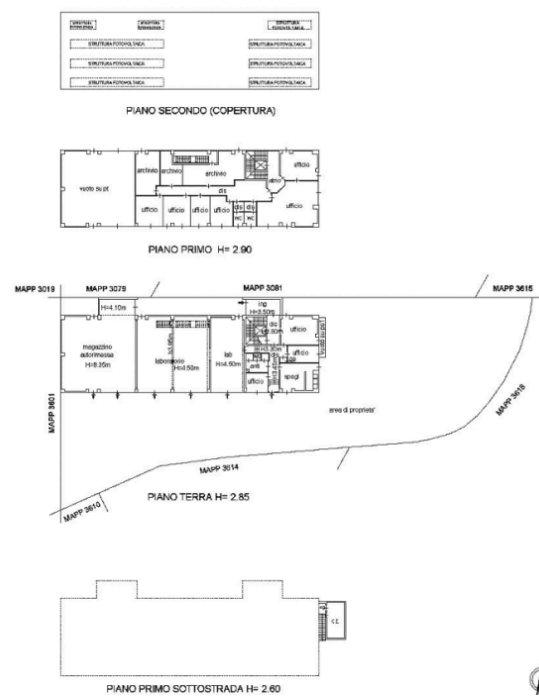 STRUTTURA FOTOVOLTAICA
STRUTTURA FOTOVOLTAICA STRUTTURA FOTOVOLTAICA
STRUTTURA FOTOVOLTAICA STRUTTURA FOTOVOLTAICA
STRUTTURA FOTOVOLTAICA STRUTTURA FOTOVOLTAICA
PIANO SECONDO (COPERTURA)
vuoto su pt archivio archivio archivio atrio ufficio
dis
ufficio ufficio ufficio ufficio dis dis ufficio
wc wc
PIANO PRIMO H= 2.90
MAPP 3019 MAPP 3079 MAPP 3081 MAPP 3615
H=4.10m ing
H=3.50m
magazzino
autorimessa
H=8.35m
laboratorio
H=4.50m
lab
H=4.50m
dis ufficio
ufficio
ant
ufficio spogl
MAPP 3601
area di proprieta'
MAPP 3618
MAPP 3614
MAPP 3610
PIANO TERRA H= 2.85
PIANO PRIMO SOTTOSTRADA H= 2.60